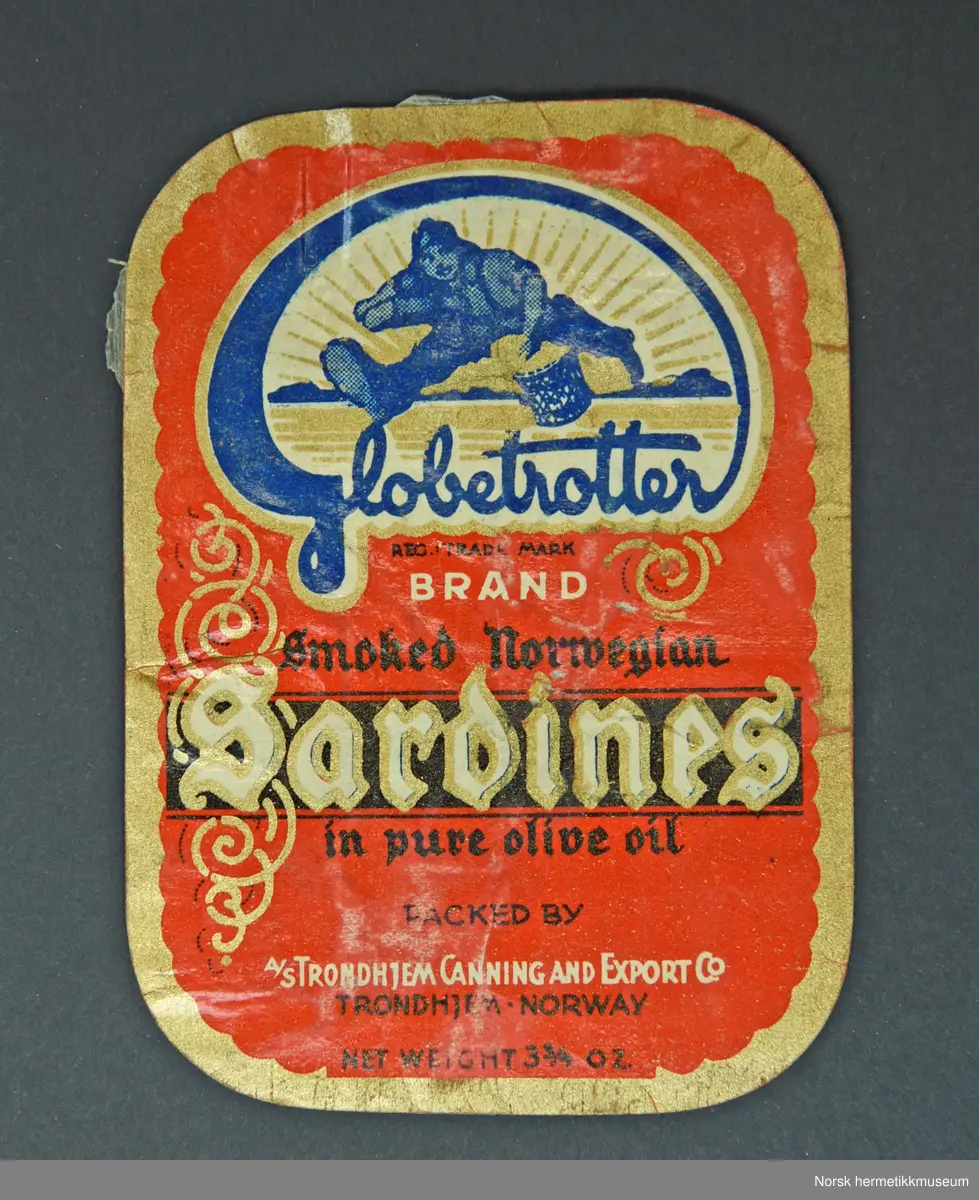 Globetrotter
REG. TRADE MARK
BRAND
Smoked Norwegian
Sardines
in pure olive oil
PACKED BY
A/S TRONDHJEM CANNING AND EXPORT CO
TRONDHJEM · NORWAY
NET WEIGHT 3¾ OZ.
Norsk hermetikkmuseum